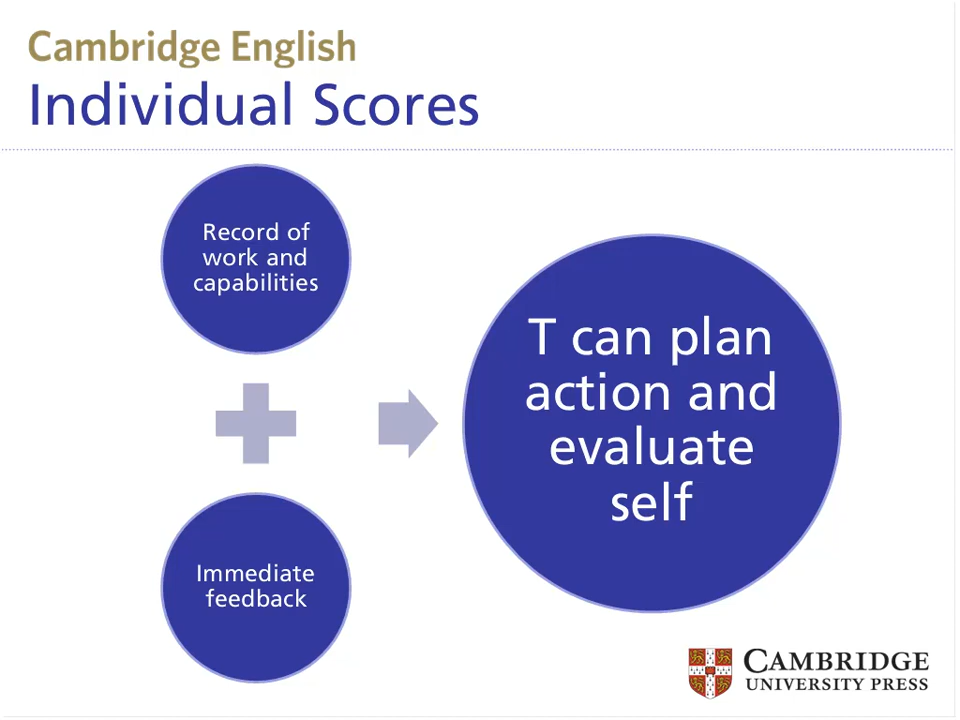 Cambridge English
Individual Scores
Record of
work and
capabilities
Immediate
feedback
T can plan
action and
evaluate
self
CAMBRIDGE
UNIVERSITY PRESS